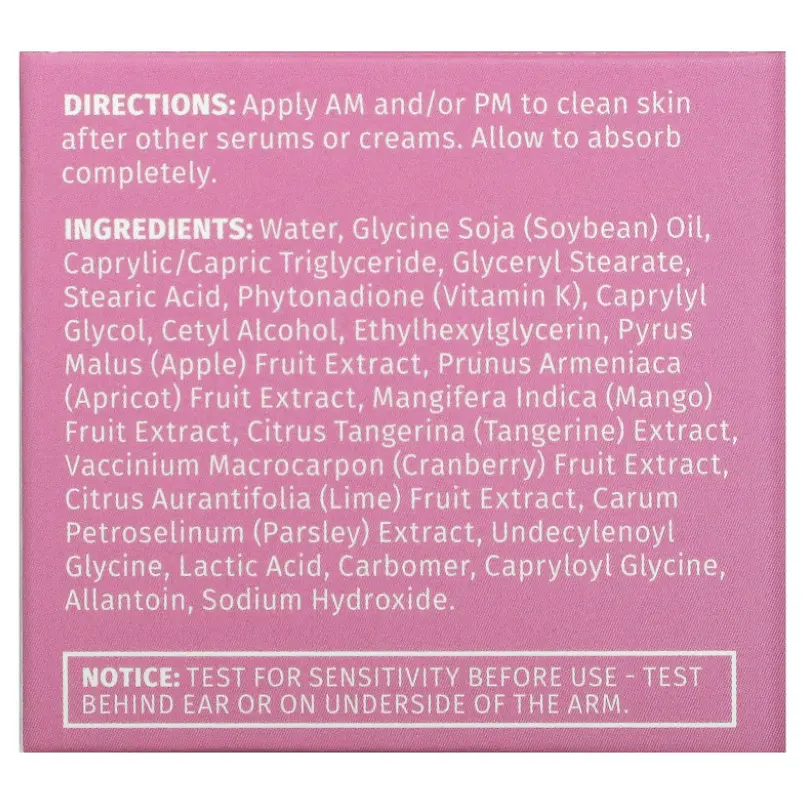 DIRECTIONS: Apply AM and/or PM to clean skin
after other serums or creams. Allow to absorb
completely.
INGREDIENTS: Water, Glycine Soja (Soybean) Oil,
Caprylic/Capric Triglyceride, Glyceryl Stearate,
Stearic Acid, Phytonadione (Vitamin K), Caprylyl
Glycol, Cetyl Alcohol, Ethylhexylglycerin, Pyrus
Malus (Apple) Fruit Extract, Prunus Armeniaca
(Apricot) Fruit Extract, Mangifera Indica (Mango)
Fruit Extract, Citrus Tangerina (Tangerine) Extract,
Vaccinium Macrocarpon (Cranberry) Fruit Extract,
Citrus Aurantifolia (Lime) Fruit Extract, Carum
Petroselinum (Parsley) Extract, Undecylenoyl
Glycine, Lactic Acid, Carbomer, Capryloyl Glycine,
Allantoin, Sodium Hydroxide.
NOTICE: TEST FOR SENSITIVITY BEFORE USE - TEST
BEHIND EAR OR ON UNDERSIDE OF THE ARM.